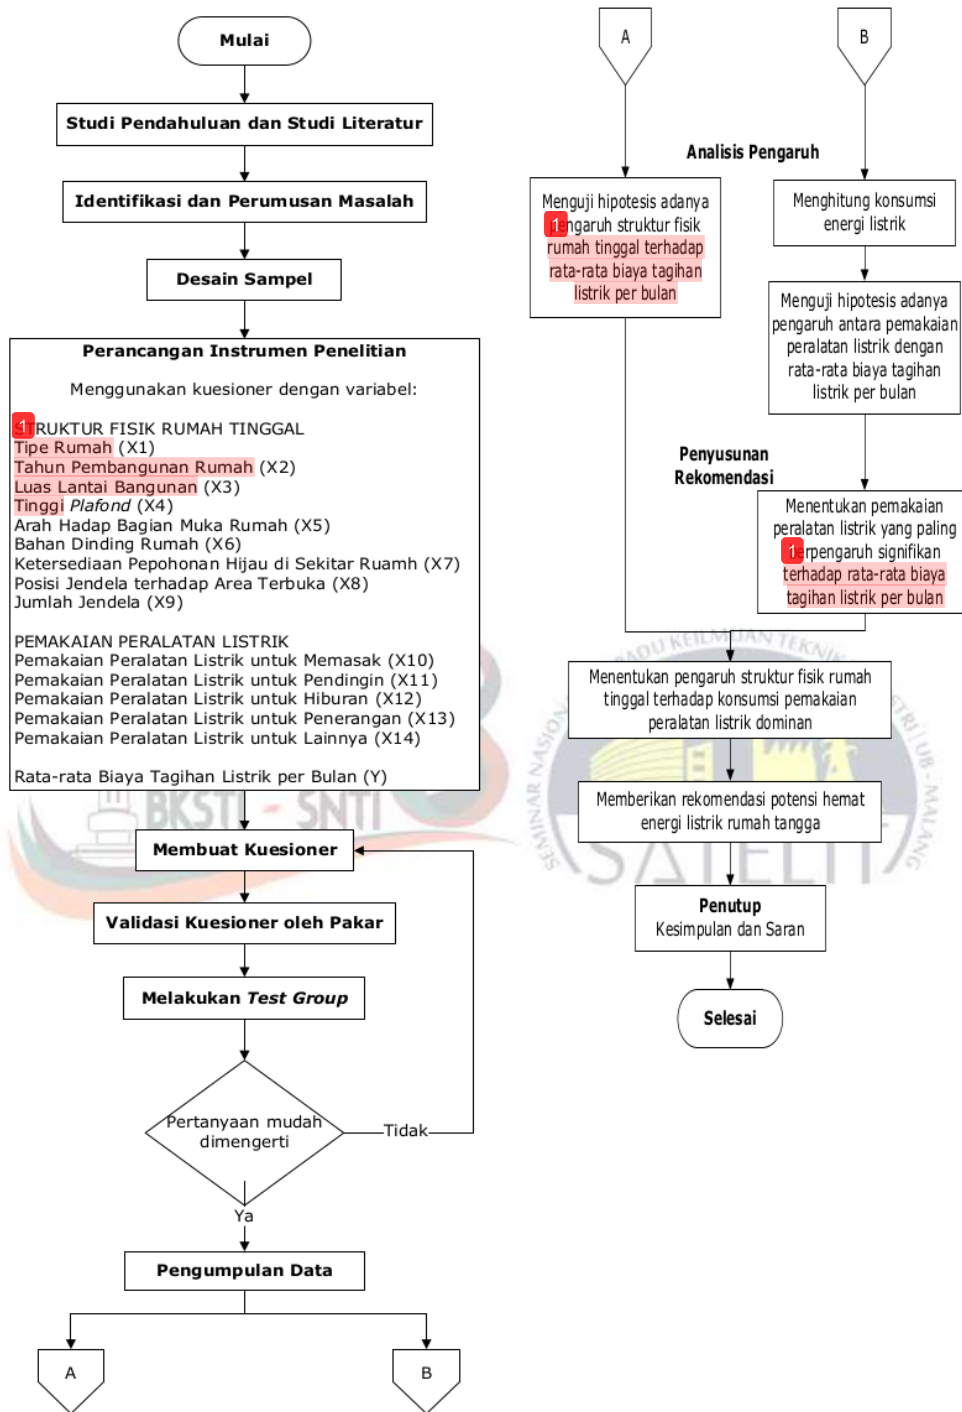 Mulai
Studi Pendahuluan dan Studi Literatur
Identifikasi dan Perumusan Masalah
Desain Sampel
Perancangan Instrumen Penelitian
Menggunakan kuesioner dengan variabel:
1
STRUKTUR FISIK RUMAH TINGGAL
Tipe Rumah (X1)
Tahun Pembangunan Rumah (X2)
Luas Lantai Bangunan (X3)
Tinggi Plafond (X4)
Arah Hadap Bagian Muka Rumah (X5)
Bahan Dinding Rumah (X6)
Ketersediaan Pepohonan Hijau di Sekitar Ruamh (X7)
Posisi Jendela terhadap Area Terbuka (X8)
Jumlah Jendela (X9)
PEMAKAIAN PERALATAN LISTRIK
Pemakaian Peralatan Listrik untuk Memasak (X10)
Pemakaian Peralatan Listrik untuk Pendingin (X11)
Pemakaian Peralatan Listrik untuk Hiburan (X12)
Pemakaian Peralatan Listrik untuk Penerangan (X13)
Pemakaian Peralatan Listrik untuk Lainnya (X14)
Rata-rata Biaya Tagihan Listrik per Bulan (Y)
BKSTI - SNTI
Membuat Kuesioner
Validasi Kuesioner oleh Pakar
Melakukan Test Group
Pertanyaan mudah
dimengerti
Tidak
Ya
Pengumpulan Data
A
B
A
B
Analisis Pengaruh
Menguji hipotesis adanya
1
pengaruh struktur fisik
rumah tinggal terhadap
rata-rata biaya tagihan
listrik per bulan
Menghitung konsumsi
energi listrik
Menguji hipotesis adanya
pengaruh antara pemakaian
peralatan listrik dengan
rata-rata biaya tagihan
listrik per bulan
Penyusunan
Rekomendasi
Menentukan pemakaian
peralatan listrik yang paling
1
terpengaruh signifikan
terhadap rata-rata biaya
tagihan listrik per bulan
Menentukan pengaruh struktur fisik rumah
tinggal terhadap konsumsi pemakaian
peralatan listrik dominan
Memberikan rekomendasi potensi hemat
energi listrik rumah tangga
SATELIT
Penutup
Kesimpulan dan Saran
Selesai